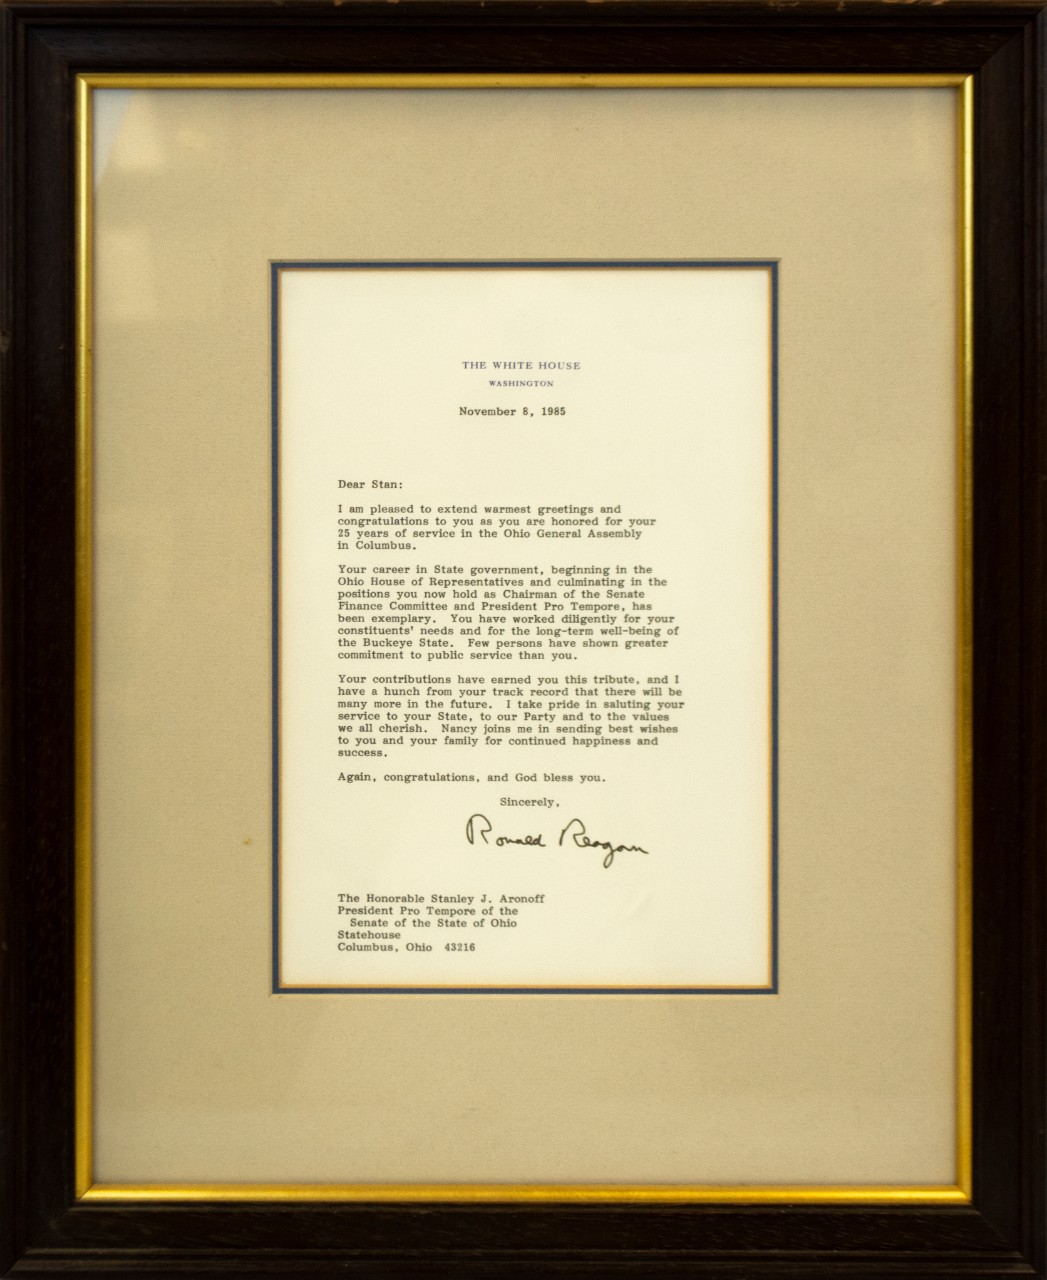 THE WHITE HOUSE
WASHINGTON
November 8, 1985
Dear Stan:
I am pleased to extend warmest greetings and
congratulations to you as you are honored for your
25 years of service in the Ohio General Assembly
in Columbus.
Your career in State government, beginning in the
Ohio House of Representatives and culminating in the
positions you now hold as Chairman of the Senate
Finance Committee and President Pro Tempore, has
been exemplary.  You have worked diligently for your
constituents' needs and for the long-term well-being of
the Buckeye State.  Few persons have shown greater
commitment to public service than you.
Your contributions have earned you this tribute, and I
have a hunch from your track record that there will be
many more in the future.  I take pride in saluting your
service to your State, to our Party and to the values
we all cherish.  Nancy joins me in sending best wishes
to you and your family for continued happiness and
success.
Again, congratulations, and God bless you.
Sincerely,
Ronald Reagan
The Honorable Stanley J. Aronoff
President Pro Tempore of the
Senate of the State of Ohio
Statehouse
Columbus, Ohio  43216